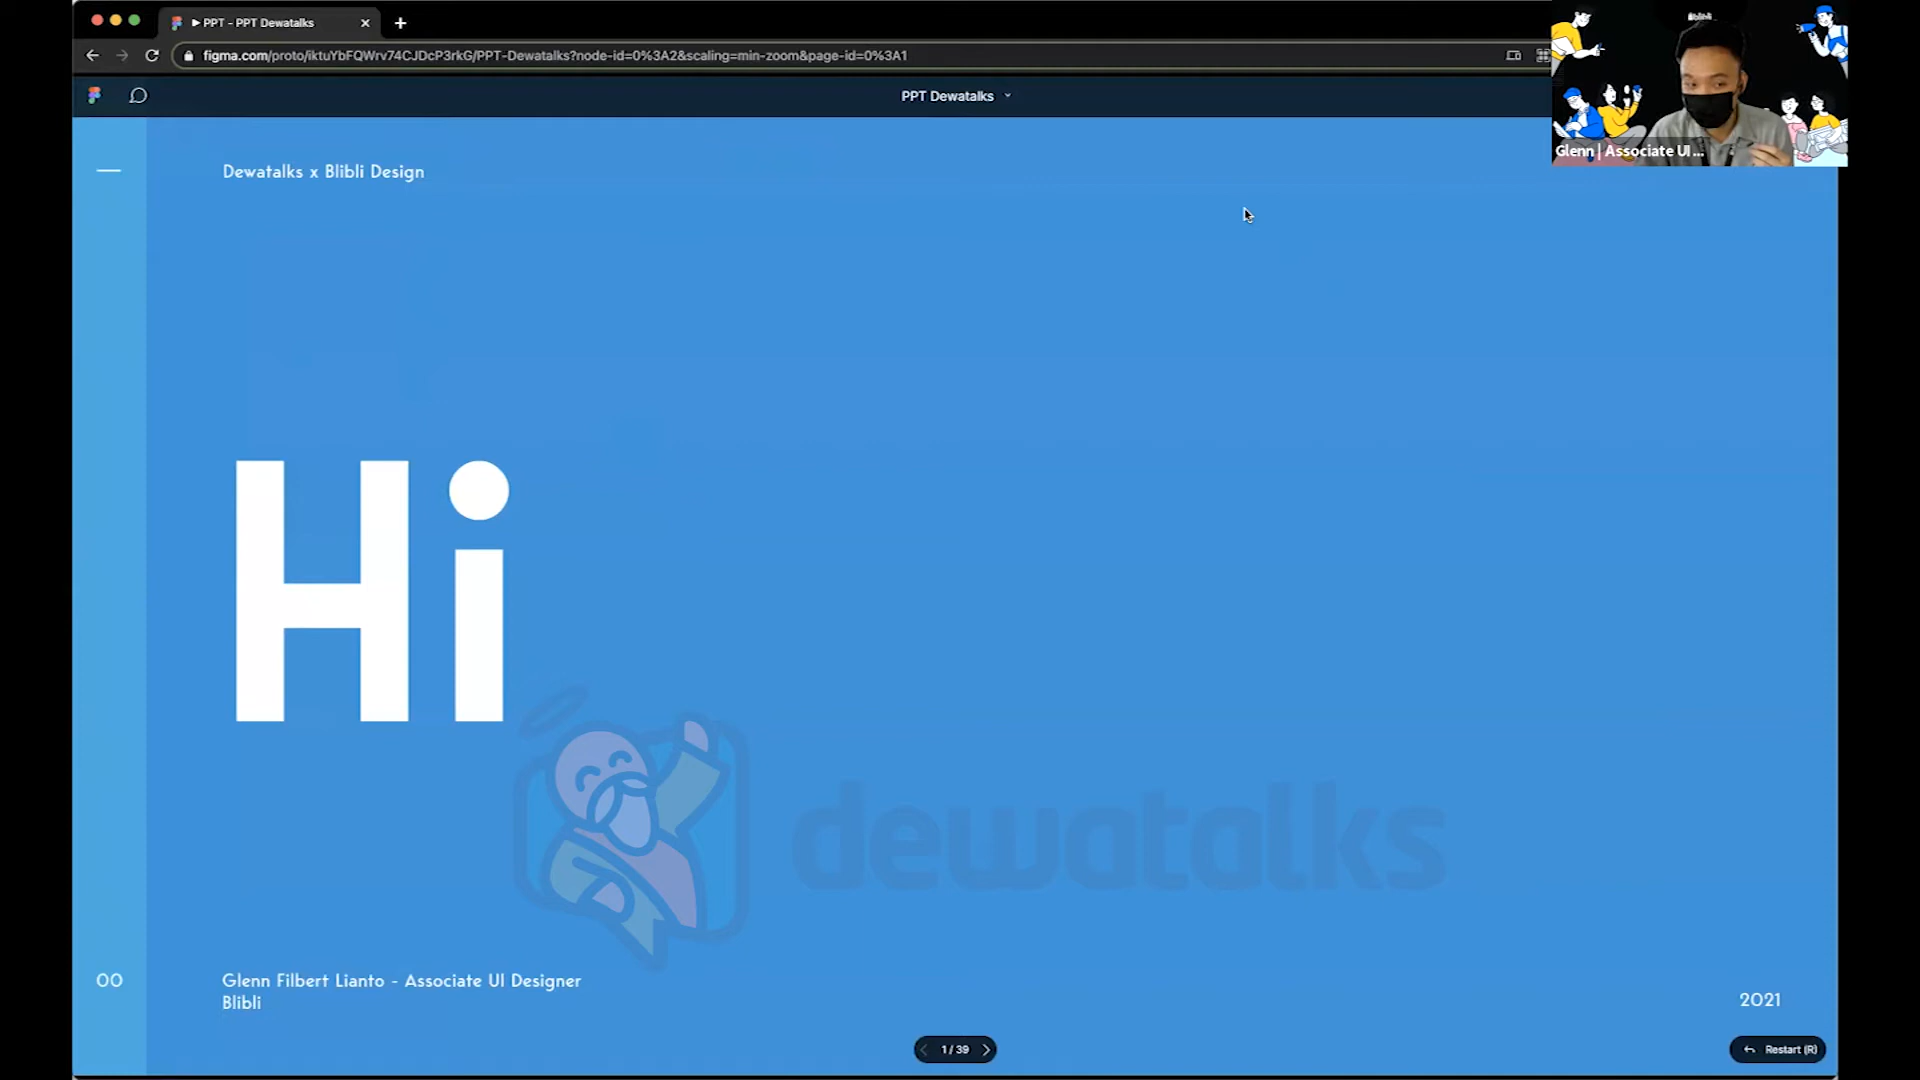 PPT - PPT Dewatalks
figma.com/proto/iktuYbFQWrv74CJDcP3rkG/PPT-Dewatalks?node-id=0%3A2&scaling=min-zoom&page-id=0%3A1
PPT Dewatalks
Blibli
Glenn | Associate UI ...
Dewatalks x Blibli Design
Hi
dewatalks
00
Glenn Filbert Lianto - Associate UI Designer
Blibli
2021
1 / 39
Restart (R)